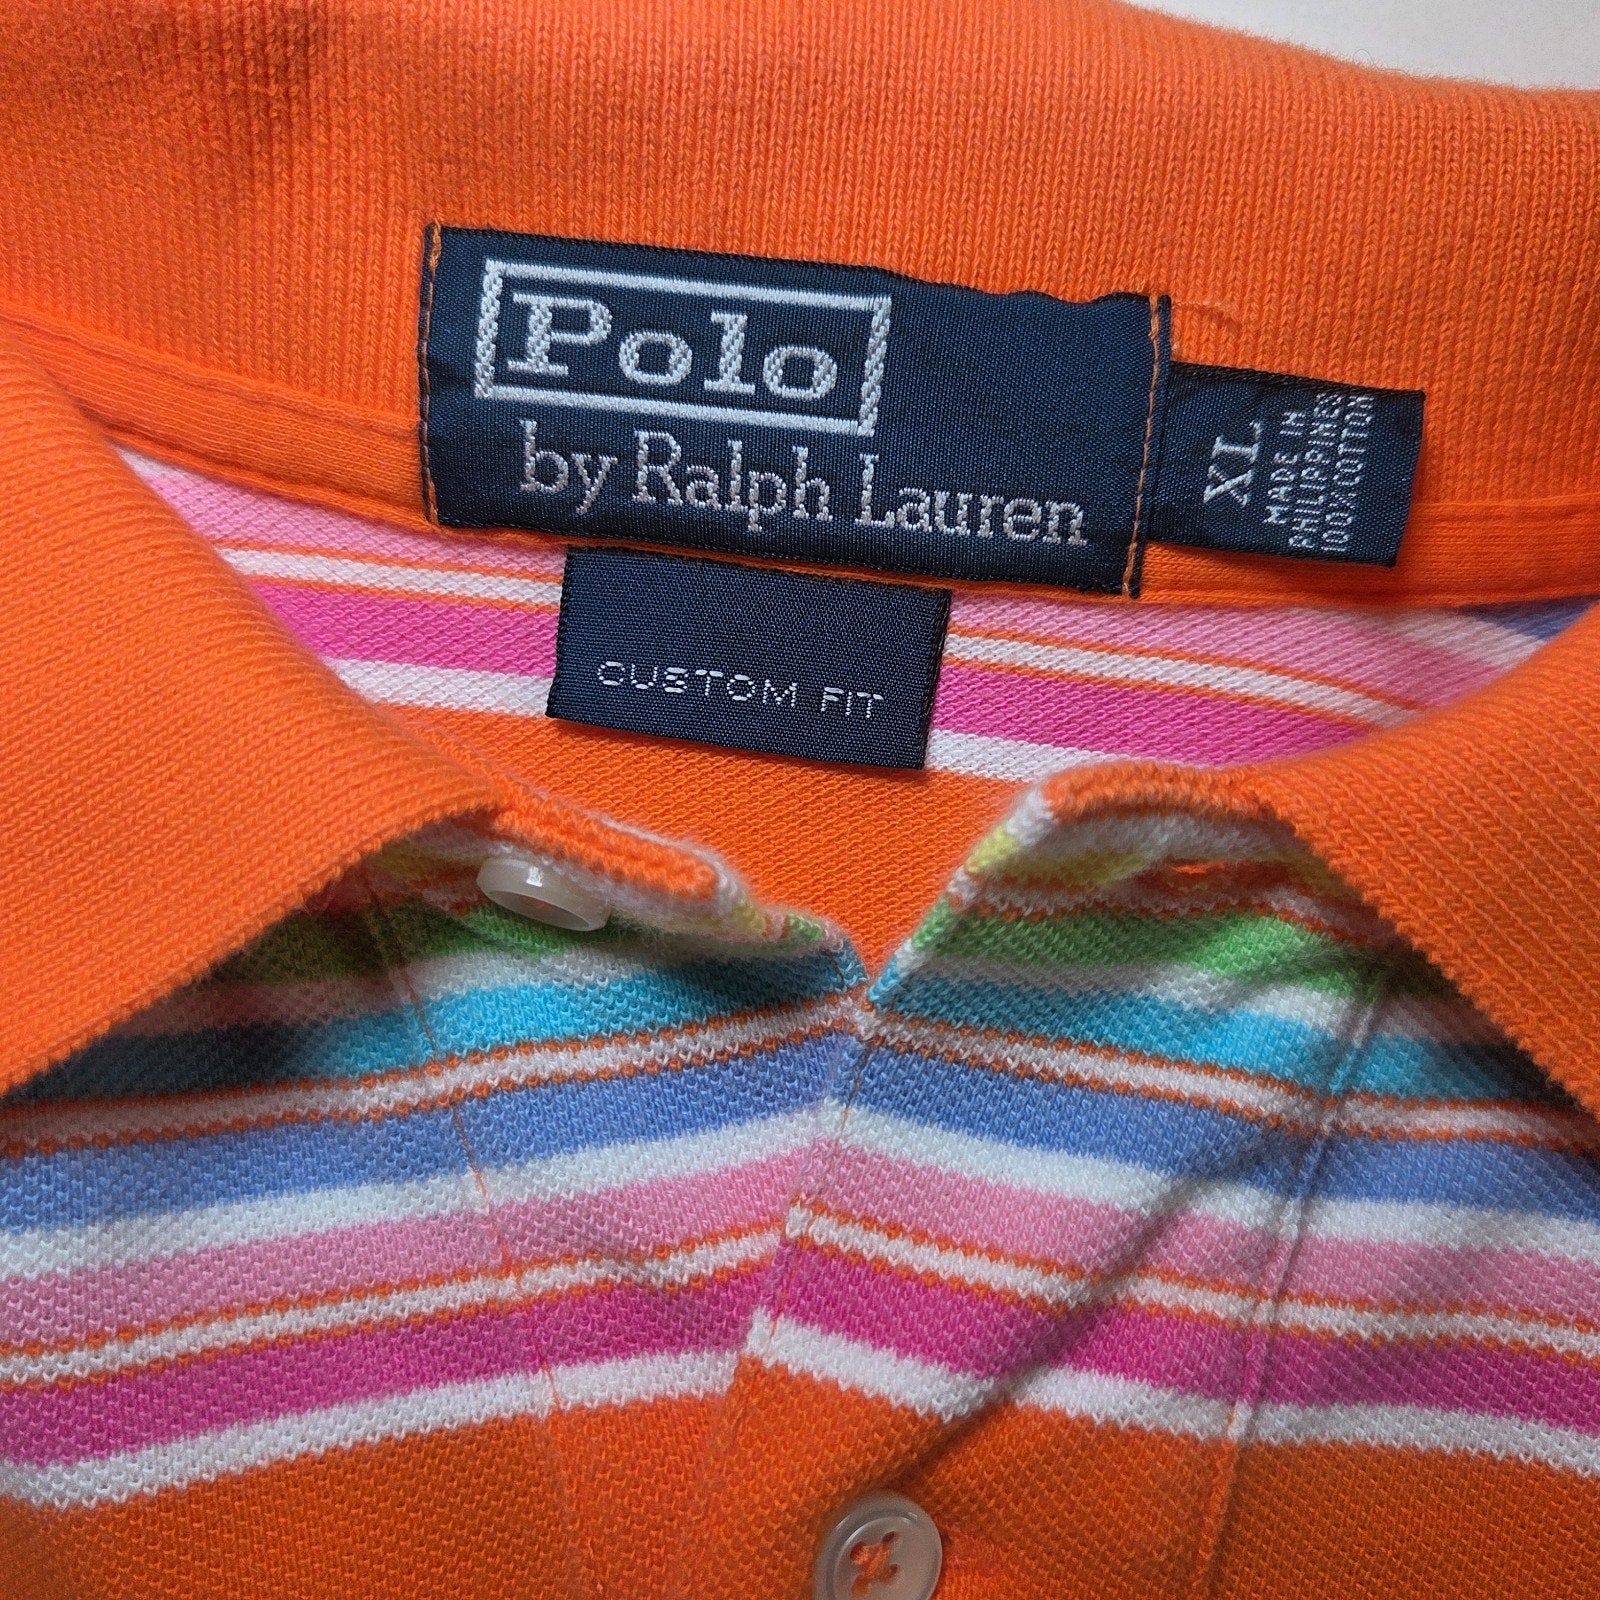 Polo
by Ralph Lauren
XL
MADE IN
PHILIPPINES
100% COTTON
CUSTOM FIT